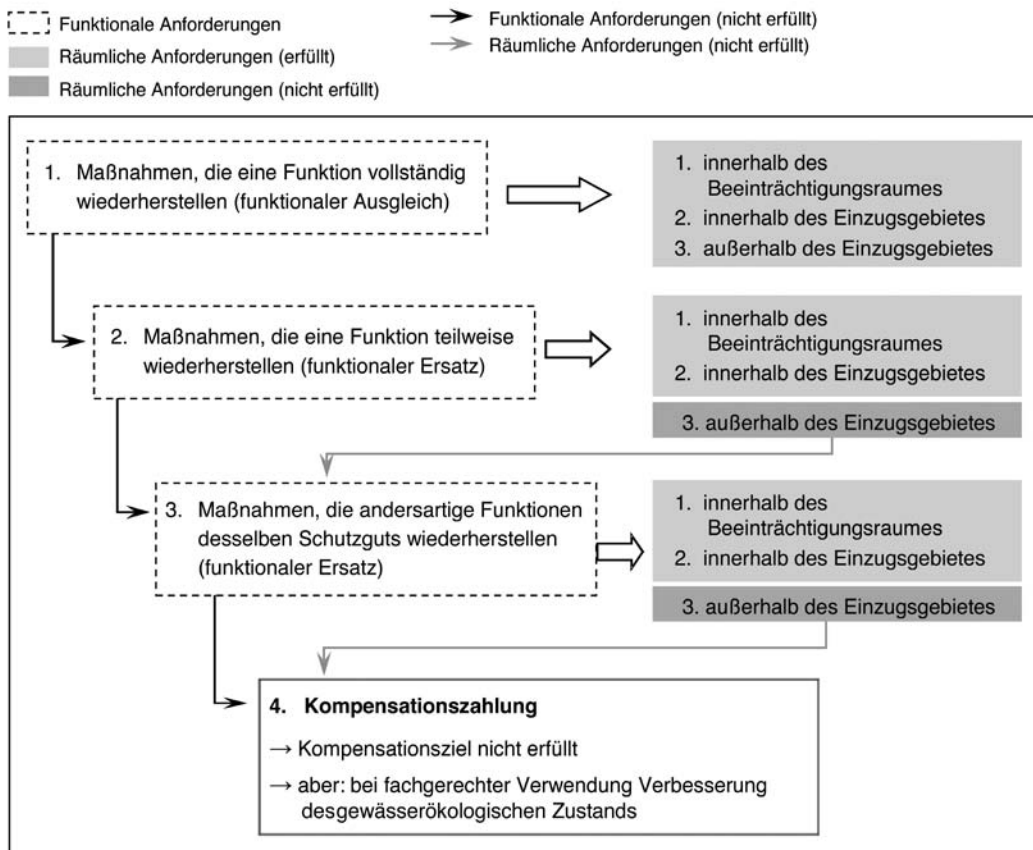 Funktionale Anforderungen
Räumliche Anforderungen (erfüllt)
Räumliche Anforderungen (nicht erfüllt)
Funktionale Anforderungen (nicht erfüllt)
Räumliche Anforderungen (nicht erfüllt)
1. Maßnahmen, die eine Funktion vollständig
wiederherstellen (funktionaler Ausgleich)
1. innerhalb des
Beeinträchtigungsraumes
2. innerhalb des Einzugsgebietes
3. außerhalb des Einzugsgebietes
2. Maßnahmen, die eine Funktion teilweise
wiederherstellen (funktionaler Ersatz)
1. innerhalb des
Beeinträchtigungsraumes
2. innerhalb des Einzugsgebietes
3. außerhalb des Einzugsgebietes
3. Maßnahmen, die andersartige Funktionen
desselben Schutzguts wiederherstellen
(funktionaler Ersatz)
1. innerhalb des
Beeinträchtigungsraumes
2. innerhalb des Einzugsgebietes
3. außerhalb des Einzugsgebietes
4. Kompensationszahlung
→ Kompensationsziel nicht erfüllt
→ aber: bei fachgerechter Verwendung Verbesserung
desgewässerökologischen Zustands